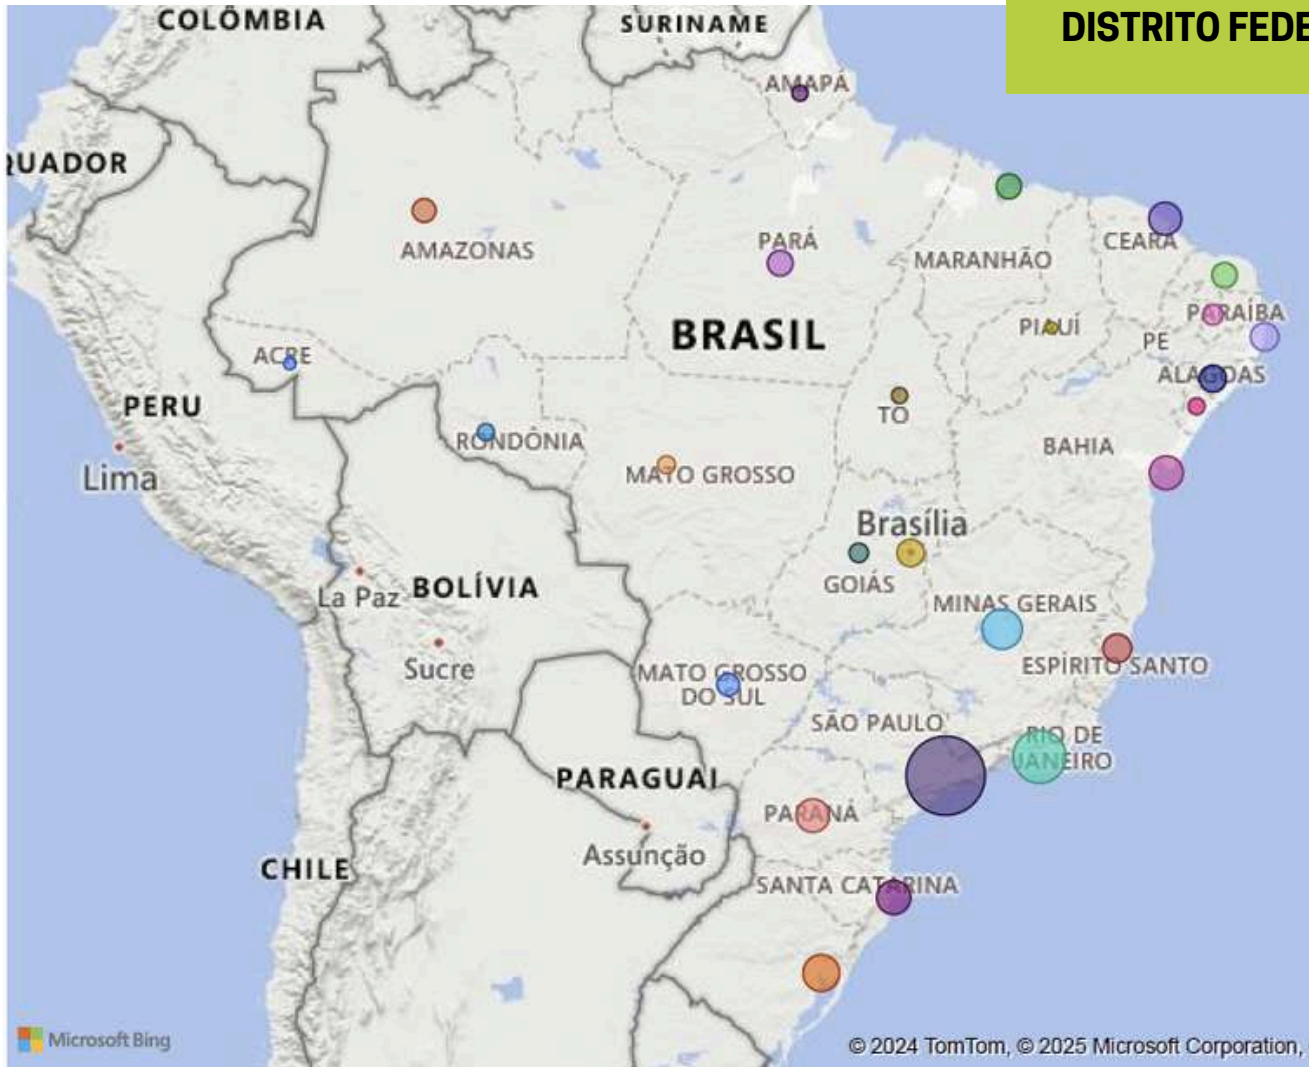 COLÔMBIA
SURINAME
DISTRITO FEDE
AMAPÁ
QUADOR
AMAZONAS
PARÁ
MARANHÃO
CEARÁ
BRASIL
PARAÍBA
PIAUÍ
PE
ACRE
ALAGOAS
PERU
TO
RONDÔNIA
BAHIA
Lima
MATO GROSSO
Brasília
La Paz
BOLÍVIA
GOIÁS
MINAS GERAIS
Sucre
MATO GROSSO
DO SUL
ESPÍRITO SANTO
SÃO PAULO
RIO DE
JANEIRO
PARAGUAI
PARANÁ
Assunção
CHILE
SANTA CATARINA
Microsoft Bing
© 2024 TomTom, © 2025 Microsoft Corporation,